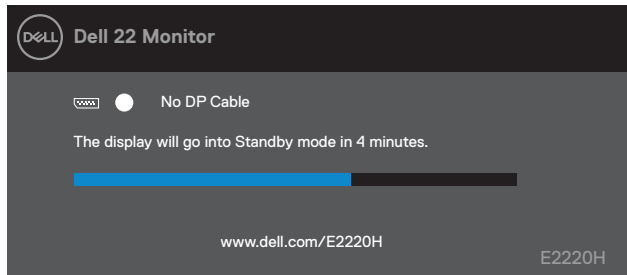 DELL Dell 22 Monitor
No DP Cable
The display will go into Standby mode in 4 minutes.
www.dell.com/E2220H
E2220H